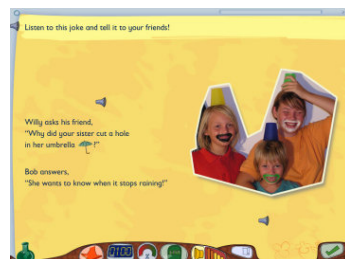 Listen to this joke and tell it to your friends!
Willy asks his friend,
"Why did your sister cut a hole
in her umbrella ?"
Bob answers,
"She wants to know when it stops raining!"